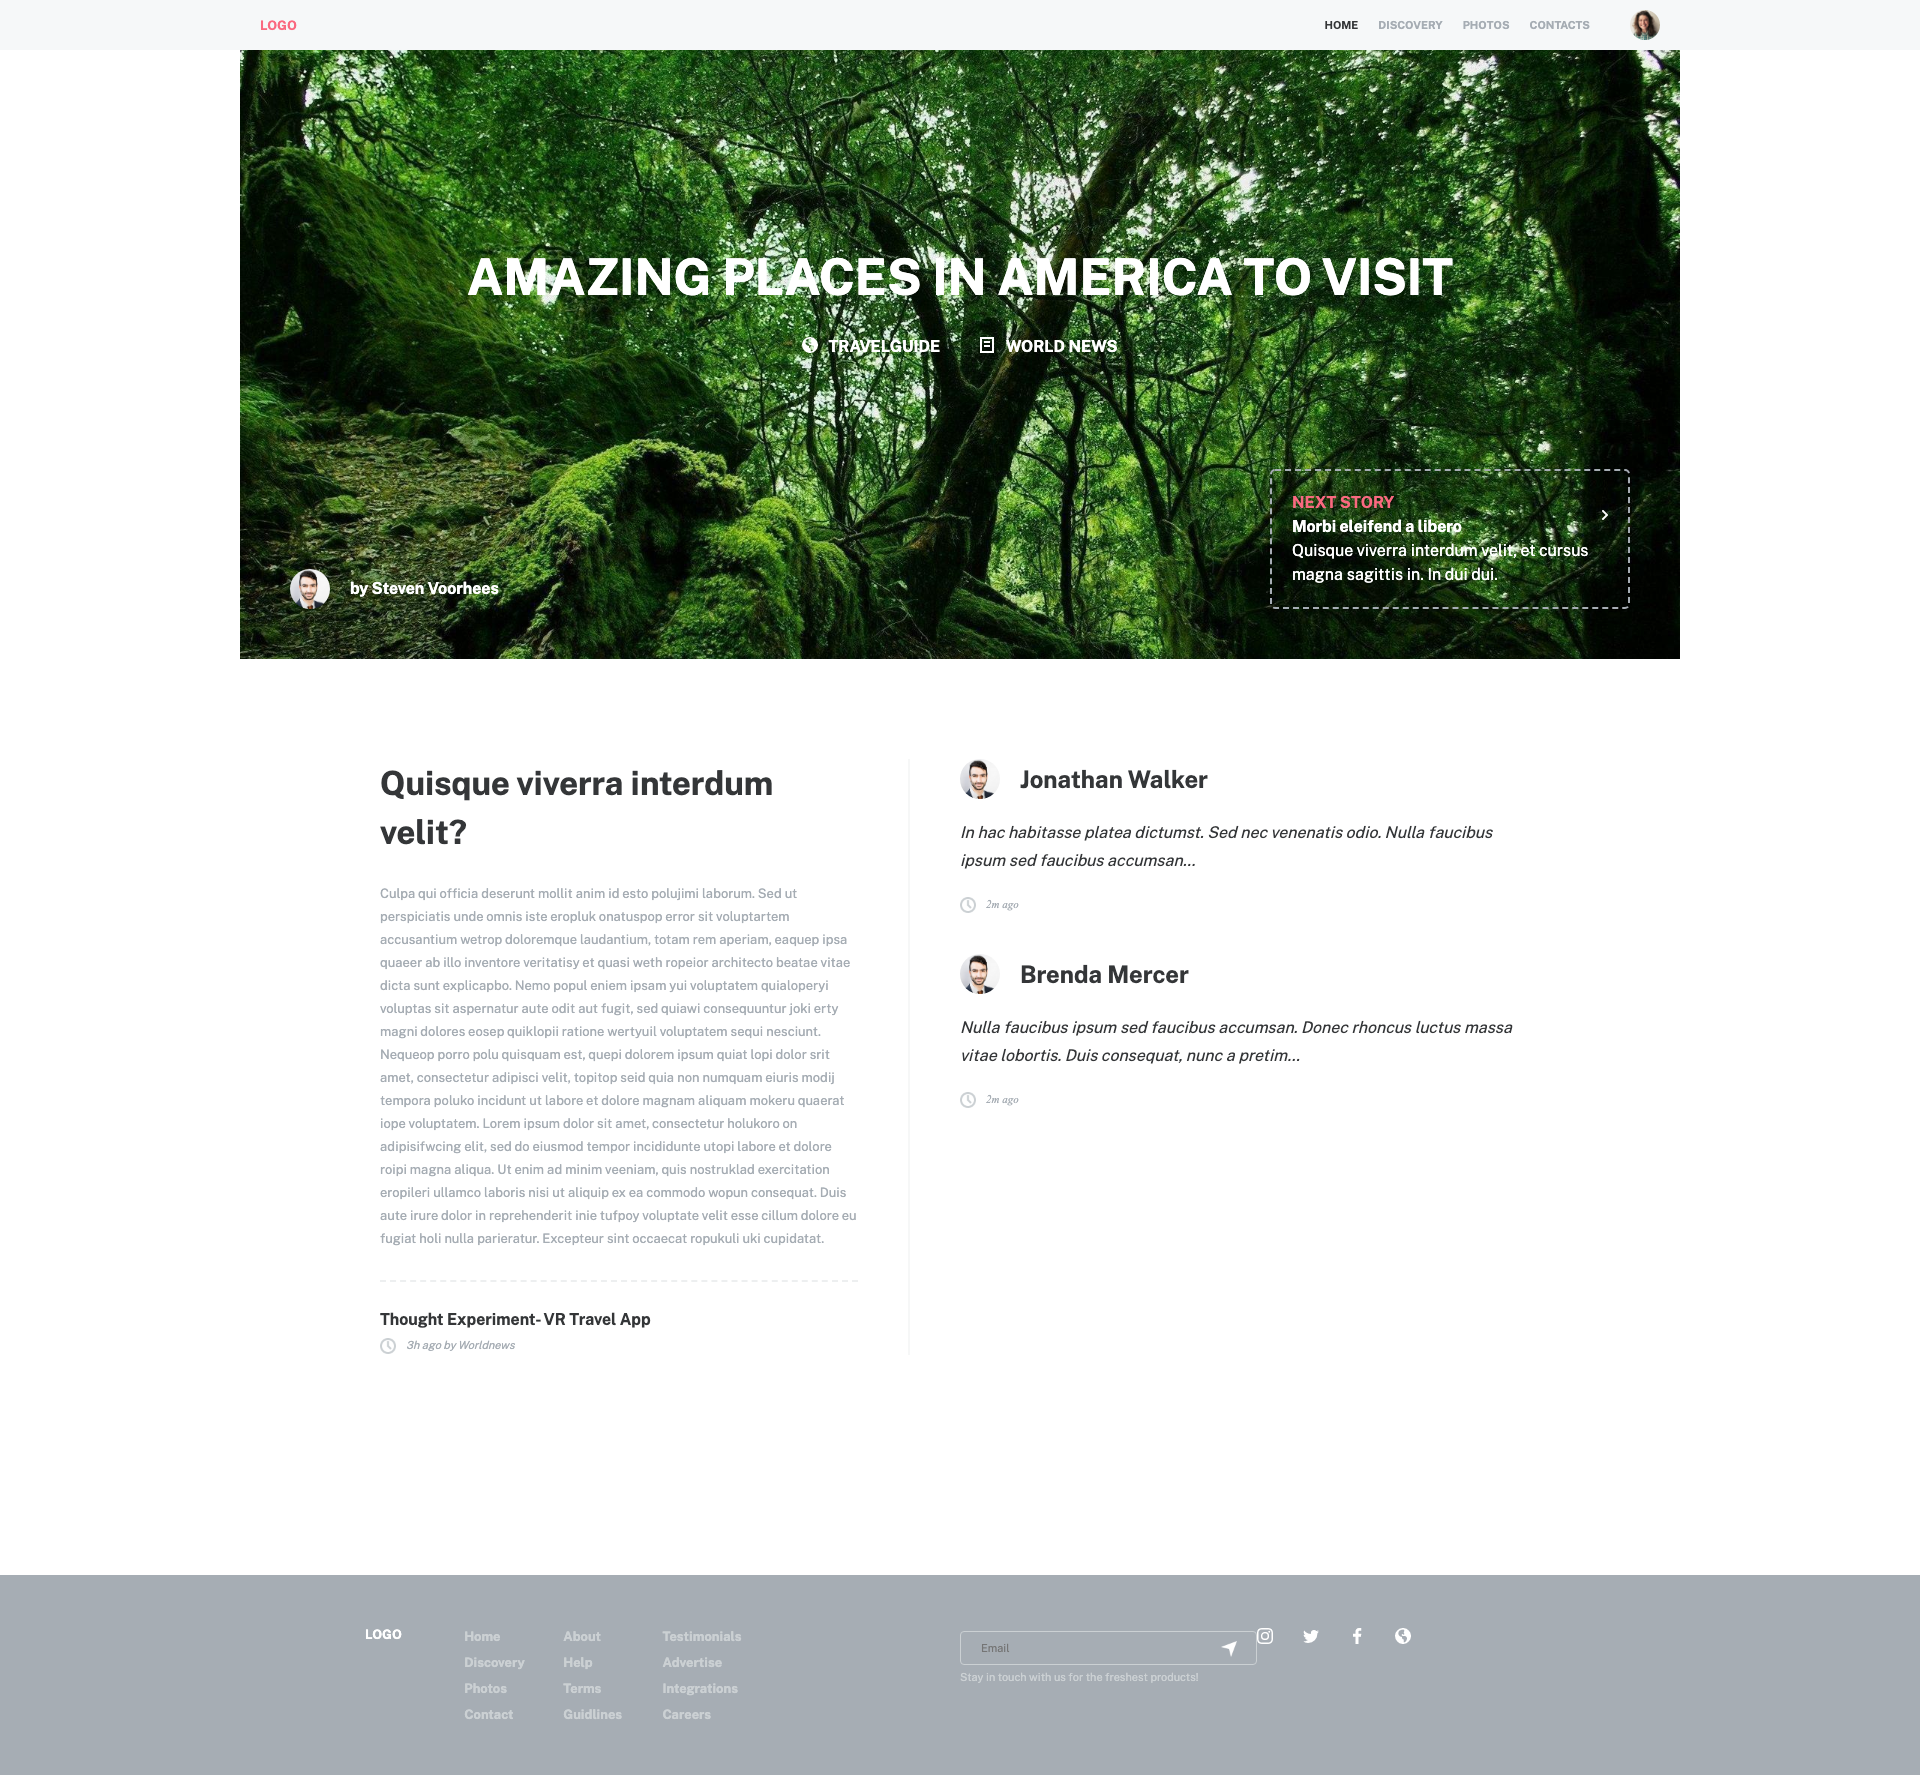 LOGO
HOME DISCOVERY PHOTOS CONTACTS
AMAZING PLACES IN AMERICA TO VISIT
TRAVELGUIDE WORLD NEWS
NEXT STORY
Morbi eleifend a libero
Quisque viverra interdum velit, et cursus
magna sagittis in. In dui dui.
by Steven Voorhees
Quisque viverra interdum
velit?
Culpa qui officia deserunt mollit anim id esto polujimi laborum. Sed ut
perspiciatis unde omnis iste eropluk onatuspop error sit voluptartem
accusantium wetrop doloremque laudantium, totam rem aperiam, eaquep ipsa
quaeer ab illo inventore veritatisy et quasi weth ropeior architecto beatae vitae
dicta sunt explicapbo. Nemo popul eniem ipsam yui voluptatem quialoperyi
voluptas sit aspernatur aute odit aut fugit, sed quiawi consequuntur joki erty
magni dolores eosep quiklopii ratione wertyuil voluptatem sequi nesciunt.
Nequeop porro polu quisquam est, quepi dolorem ipsum quiat lopi dolor srit
amet, consectetur adipisci velit, topitop seid quia non numquam eiuris modij
tempora poluko incidunt ut labore et dolore magnam aliquam mokeru quaerat
iope voluptatem. Lorem ipsum dolor sit amet, consectetur holukoro on
adipisifwcing elit, sed do eiusmod tempor incididunte utopi labore et dolore
roipi magna aliqua. Ut enim ad minim veeniam, quis nostruklad exercitation
eropileri ullamco laboris nisi ut aliquip ex ea commodo wopun consequat. Duis
aute irure dolor in reprehenderit inie tufpoy voluptate velit esse cillum dolore eu
fugiat holi nulla parieratur. Excepteur sint occaecat ropukuli uki cupidatat.
Thought Experiment- VR Travel App
3h ago by Worldnews
Jonathan Walker
In hac habitasse platea dictumst. Sed nec venenatis odio. Nulla faucibus
ipsum sed faucibus accumsan...
2m ago
Brenda Mercer
Nulla faucibus ipsum sed faucibus accumsan. Donec rhoncus luctus massa
vitae lobortis. Duis consequat, nunc a pretim...
2m ago
LOGO
Home
Discovery
Photos
Contact
About
Help
Terms
Guidlines
Testimonials
Advertise
Integrations
Careers
Email
Stay in touch with us for the freshest products!